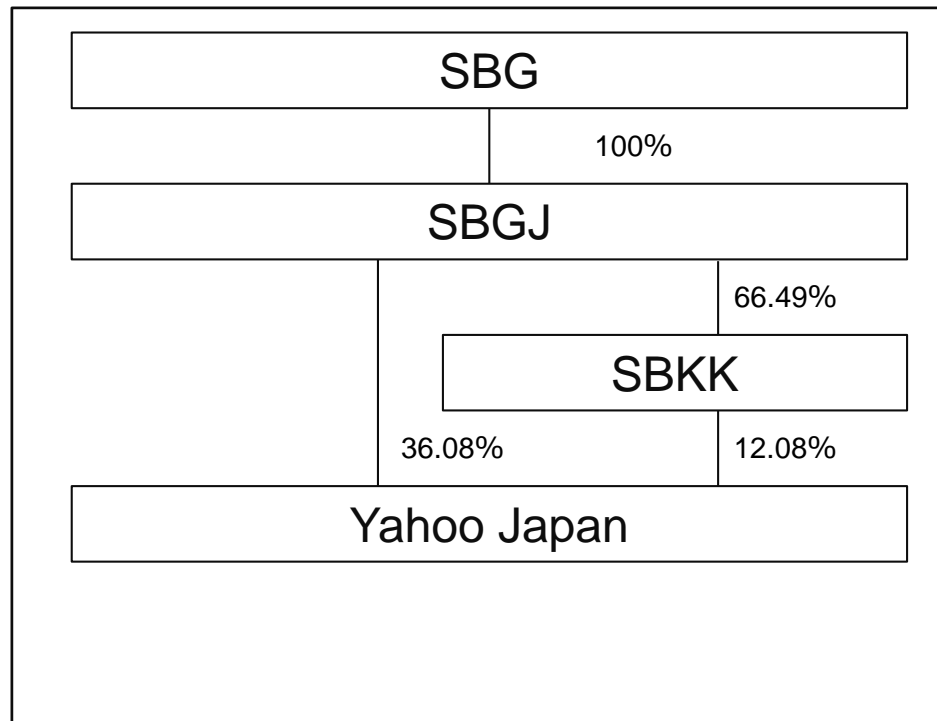 SBG
100%
SBGJ
66.49%
SBKK
36.08%
12.08%
Yahoo Japan